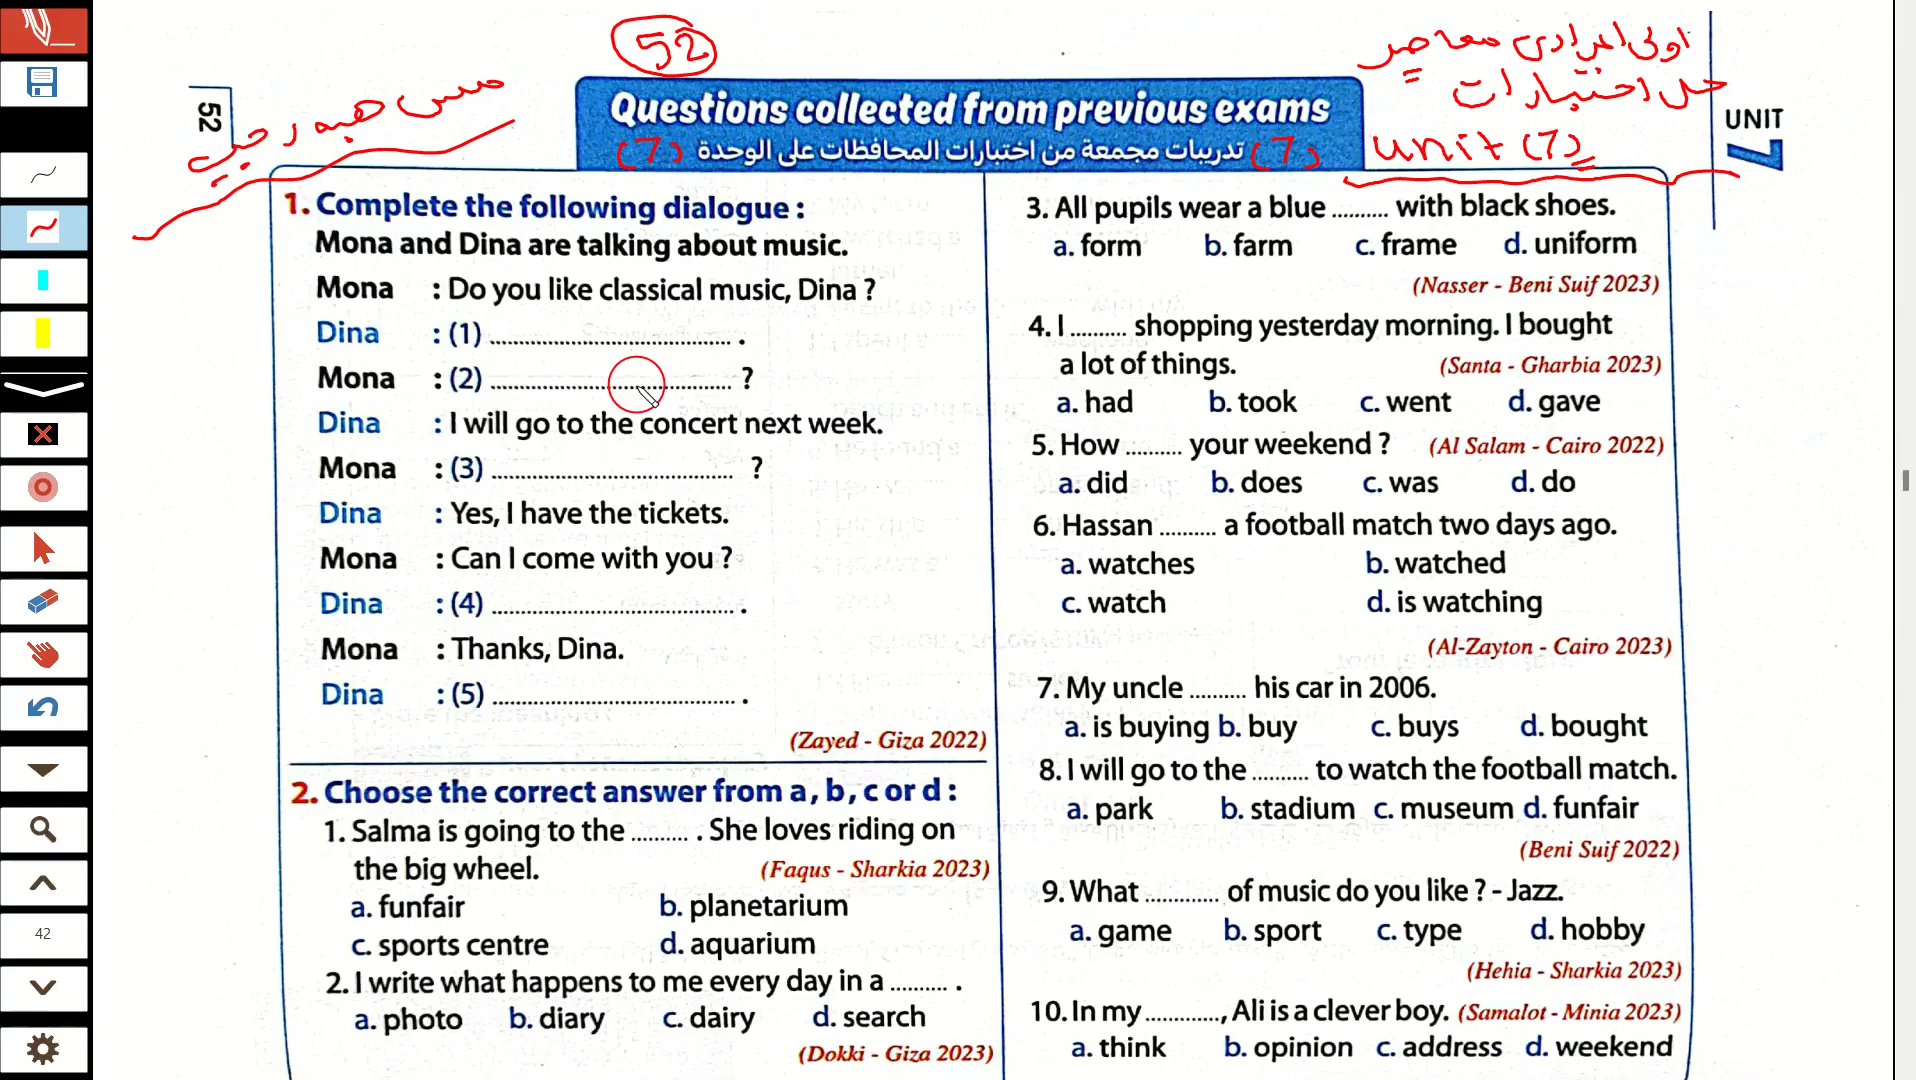 52
اولى اعدادى معاصر
حل اختبارات
unit (7)
مس هبه رجب
52
UNIT
7
Questions collected from previous exams
(7) تدريبات مجمعة من اختبارات المحافظات على الوحدة (7)
1. Complete the following dialogue :
Mona and Dina are talking about music.
Mona : Do you like classical music, Dina ?
Dina : (1) .................................... .
Mona : (2) .................................... ?
Dina : I will go to the concert next week.
Mona : (3) .................................... ?
Dina : Yes, I have the tickets.
Mona : Can I come with you ?
Dina : (4) .................................... .
Mona : Thanks, Dina.
Dina : (5) .................................... .
(Zayed - Giza 2022)
2. Choose the correct answer from a , b , c or d :
1. Salma is going to the .......... . She loves riding on
the big wheel. (Faqus - Sharkia 2023)
a. funfair b. planetarium
c. sports centre d. aquarium
2. I write what happens to me every day in a .......... .
a. photo b. diary c. dairy d. search
(Dokki - Giza 2023)
3. All pupils wear a blue .......... with black shoes.
a. form b. farm c. frame d. uniform
(Nasser - Beni Suif 2023)
4. I .......... shopping yesterday morning. I bought
a lot of things. (Santa - Gharbia 2023)
a. had b. took c. went d. gave
5. How .......... your weekend ? (Al Salam - Cairo 2022)
a. did b. does c. was d. do
6. Hassan .......... a football match two days ago.
a. watches b. watched
c. watch d. is watching
(Al-Zayton - Cairo 2023)
7. My uncle .......... his car in 2006.
a. is buying b. buy c. buys d. bought
8. I will go to the .......... to watch the football match.
a. park b. stadium c. museum d. funfair
(Beni Suif 2022)
9. What ............. of music do you like ? - Jazz.
a. game b. sport c. type d. hobby
(Hehia - Sharkia 2023)
10. In my ............., Ali is a clever boy. (Samalot - Minia 2023)
a. think b. opinion c. address d. weekend
42